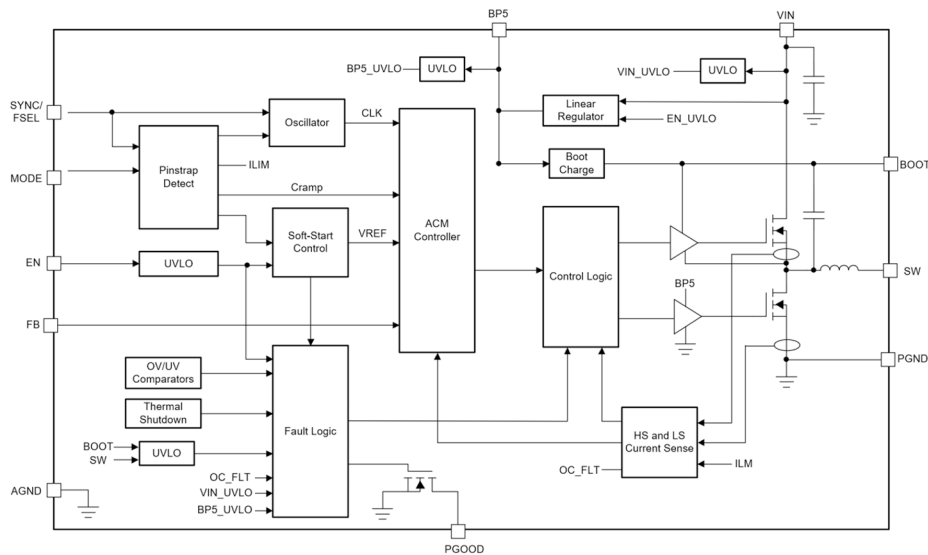 BP5
VIN
BP5_UVLO
UVLO
VIN_UVLO
UVLO
SYNC/
FSEL
Oscillator
CLK
Linear
Regulator
EN_UVLO
Pinstrap
Detect
ILIM
Boot
Charge
BOOT
MODE
Cramp
ACM
Controller
Soft-Start
Control
VREF
Control Logic
EN
UVLO
SW
BP5
FB
OV/UV
Comparators
PGND
Thermal
Shutdown
Fault Logic
HS and LS
Current Sense
BOOT
SW
UVLO
OC_FLT
ILM
OC_FLT
VIN_UVLO
BP5_UVLO
AGND
PGOOD